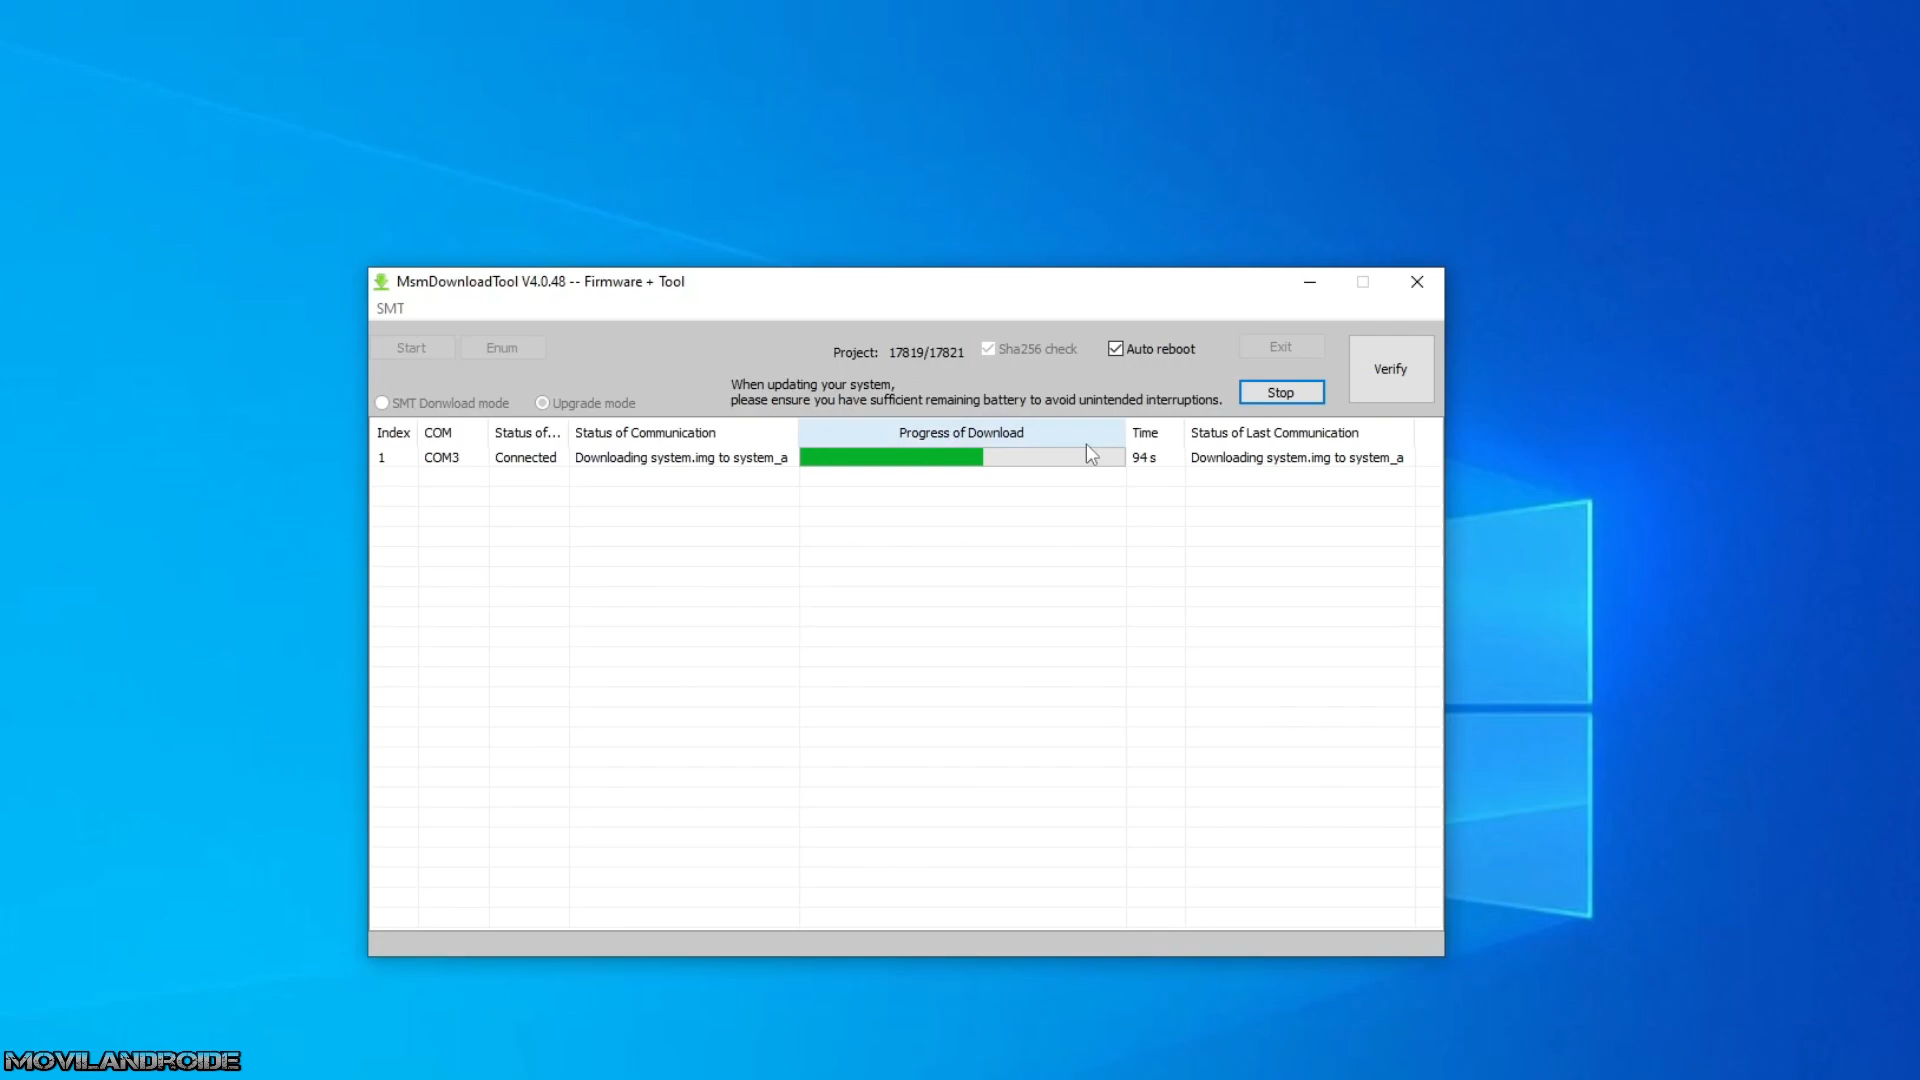 MsmDownloadTool V4.0.48 -- Firmware + Tool
SMT
Start Enum Project: 17819/17821 Sha256 check Auto reboot Exit Verify
When updating your system,
SMT Donwload mode Upgrade mode please ensure you have sufficient remaining battery to avoid unintended interruptions. Stop
Index COM Status of... Status of Communication Progress of Download Time Status of Last Communication
1 COM3 Connected Downloading system.img to system_a 94 s Downloading system.img to system_a
MOVILANDROIDE